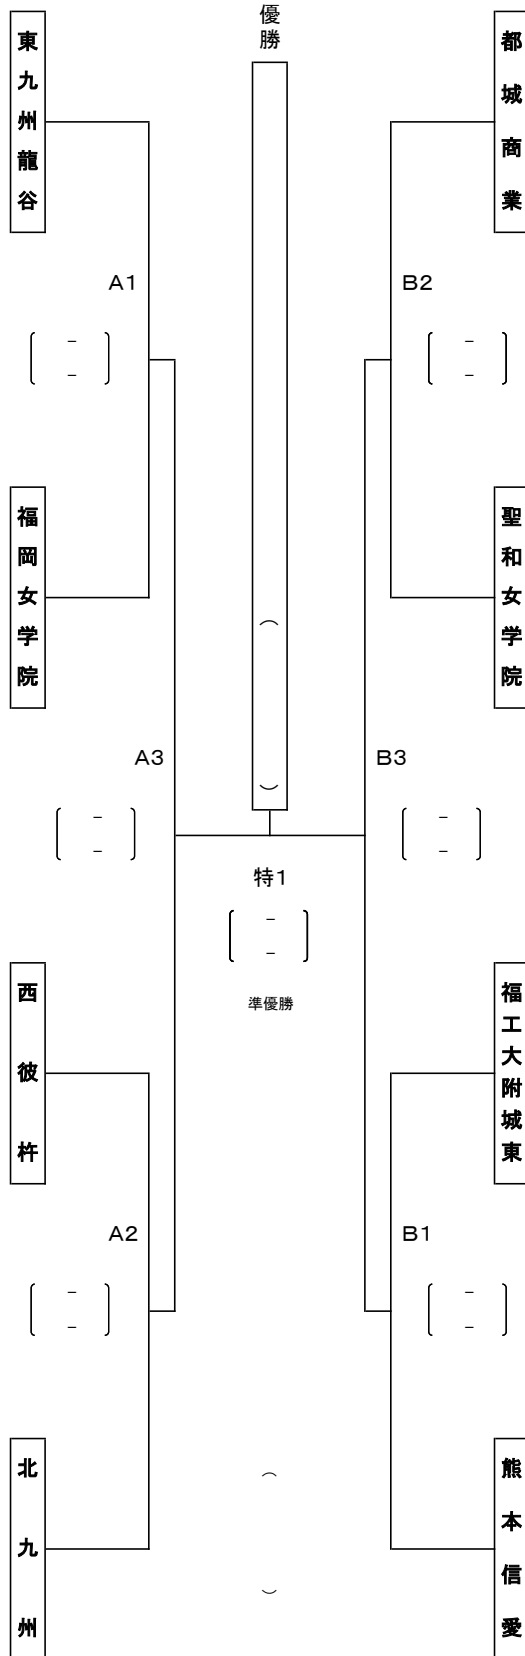 優勝
東九州龍谷
都城商業
A1
B2
( - - )
( - - )
福岡女学院
聖和女学院
( )
A3
B3
( - - )
( - - )
特1
( - - )
準優勝
西彼杵
福工大附城東
A2
B1
( - - )
( - - )
北九州
熊本信愛
( )